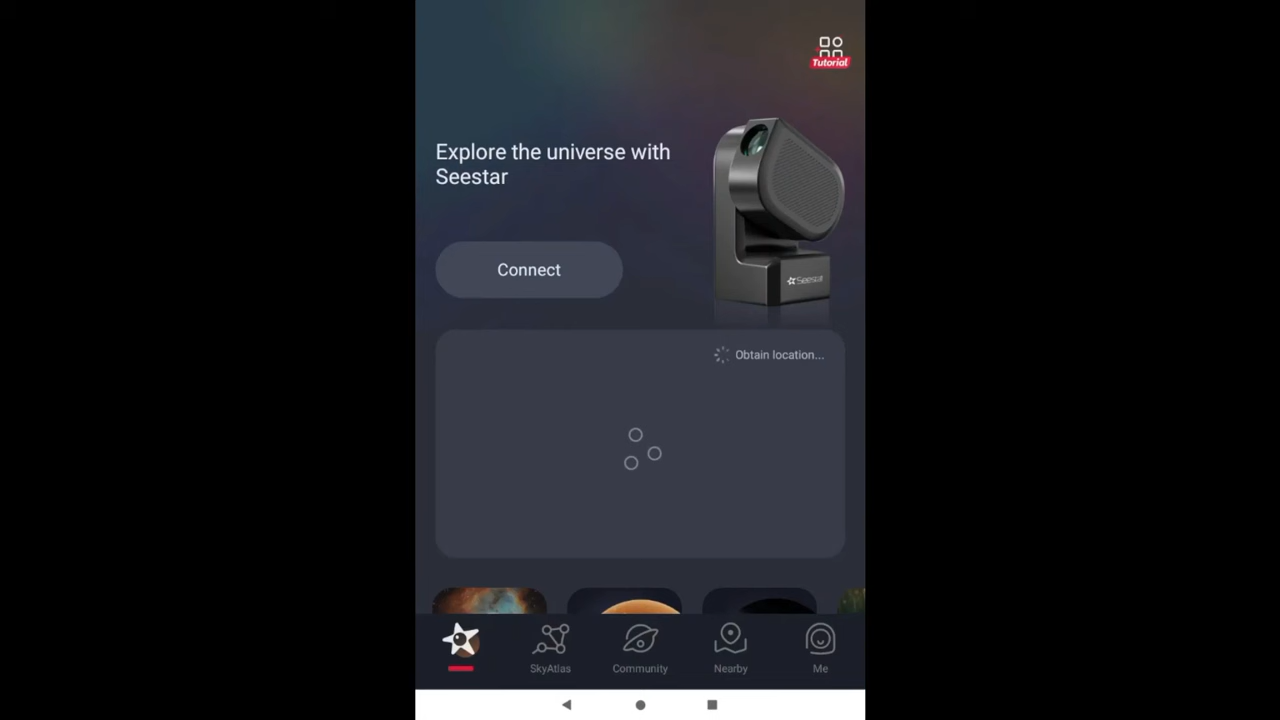 Tutorial
Explore the universe with
Seestar
Connect
Seestar
Obtain location...
SkyAtlas
Community
Nearby
Me